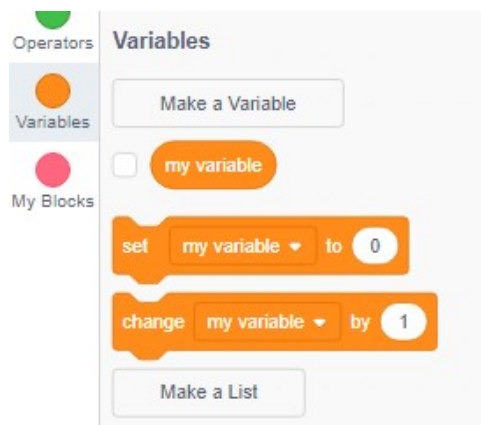 Operators
Variables
My Blocks
Variables
Make a Variable
my variable
set my variable to 0
change my variable by 1
Make a List